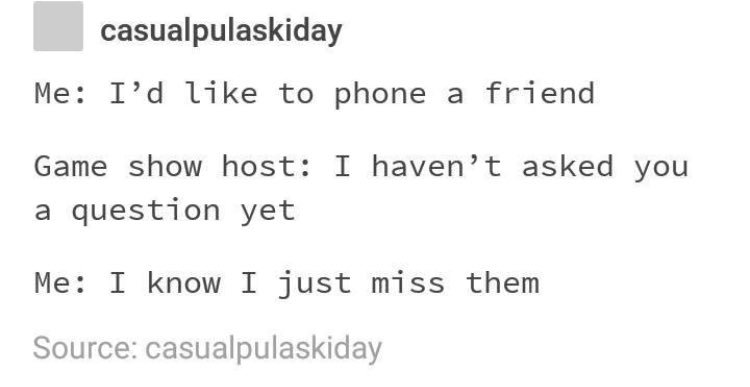 casualpulaskiday
Me: I’d like to phone a friend
Game show host: I haven’t asked you
a question yet
Me: I know I just miss them
Source: casualpulaskiday